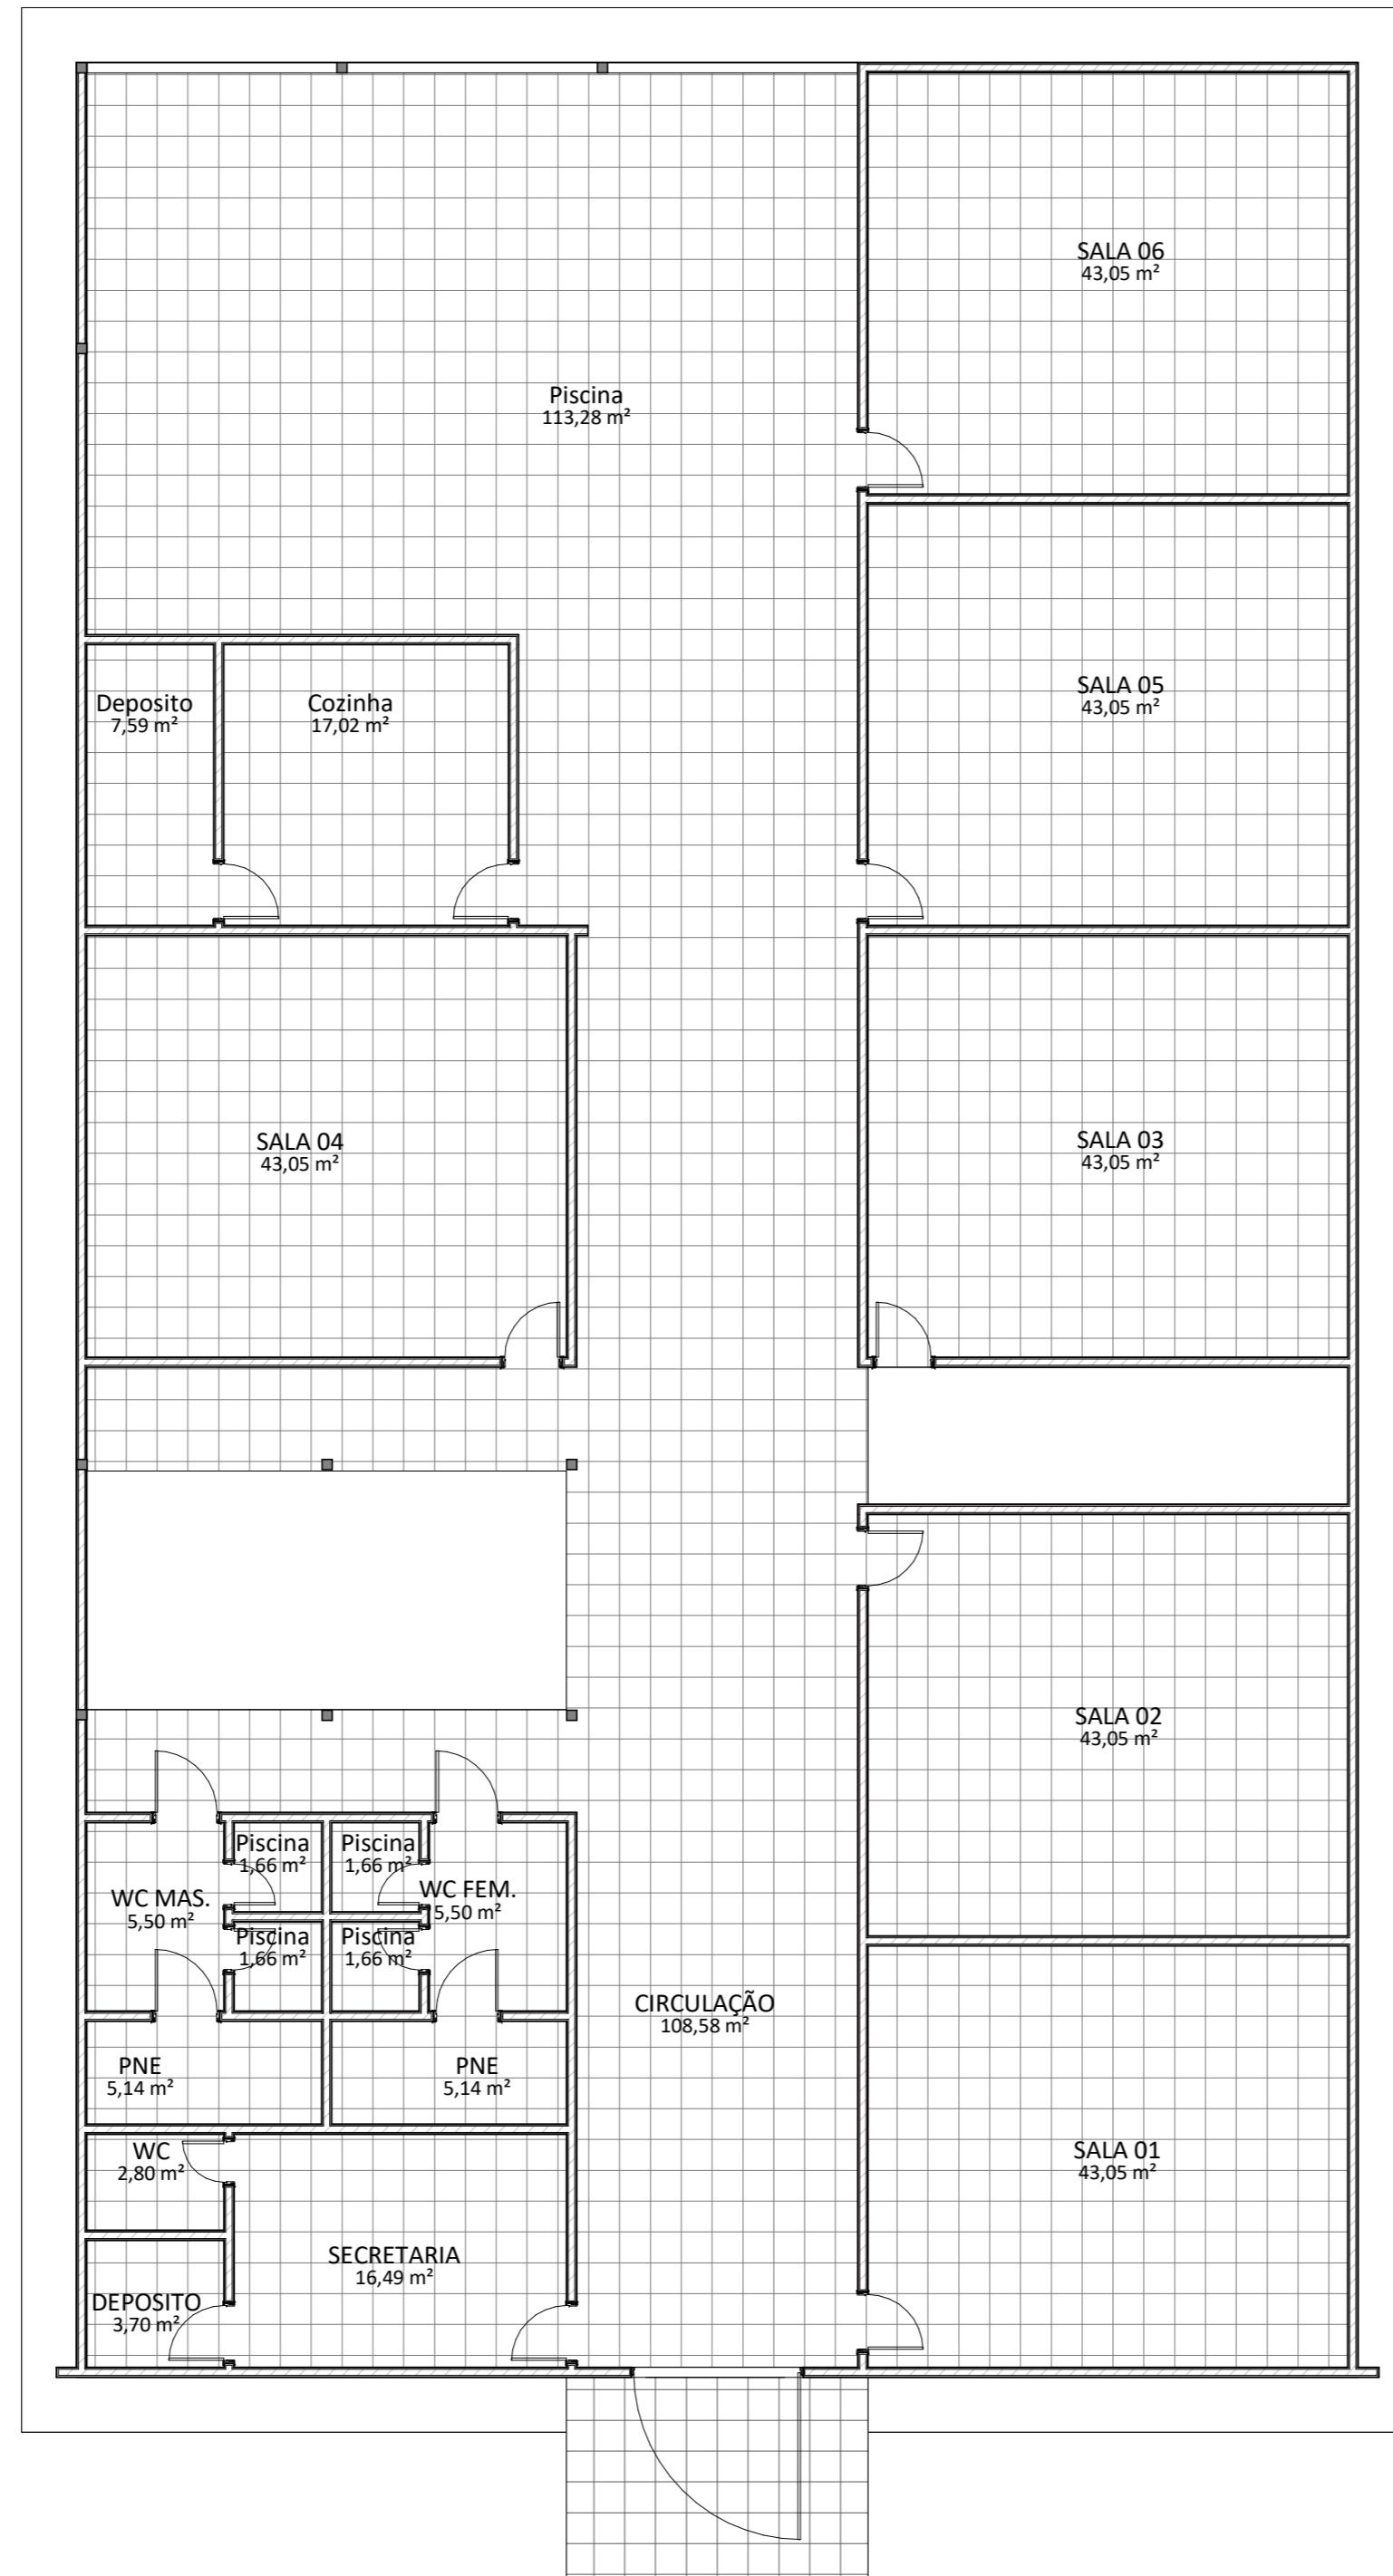 SALA 06
43,05 m²
Piscina
113,28 m²
SALA 05
43,05 m²
Deposito
7,59 m²
Cozinha
17,02 m²
SALA 04
43,05 m²
SALA 03
43,05 m²
SALA 02
43,05 m²
Piscina
1,66 m²
Piscina
1,66 m²
WC MAS.
5,50 m²
WC FEM.
5,50 m²
Piscina
1,66 m²
Piscina
1,66 m²
CIRCULAÇÃO
108,58 m²
PNE
5,14 m²
PNE
5,14 m²
WC
2,80 m²
SALA 01
43,05 m²
SECRETARIA
16,49 m²
DEPOSITO
3,70 m²